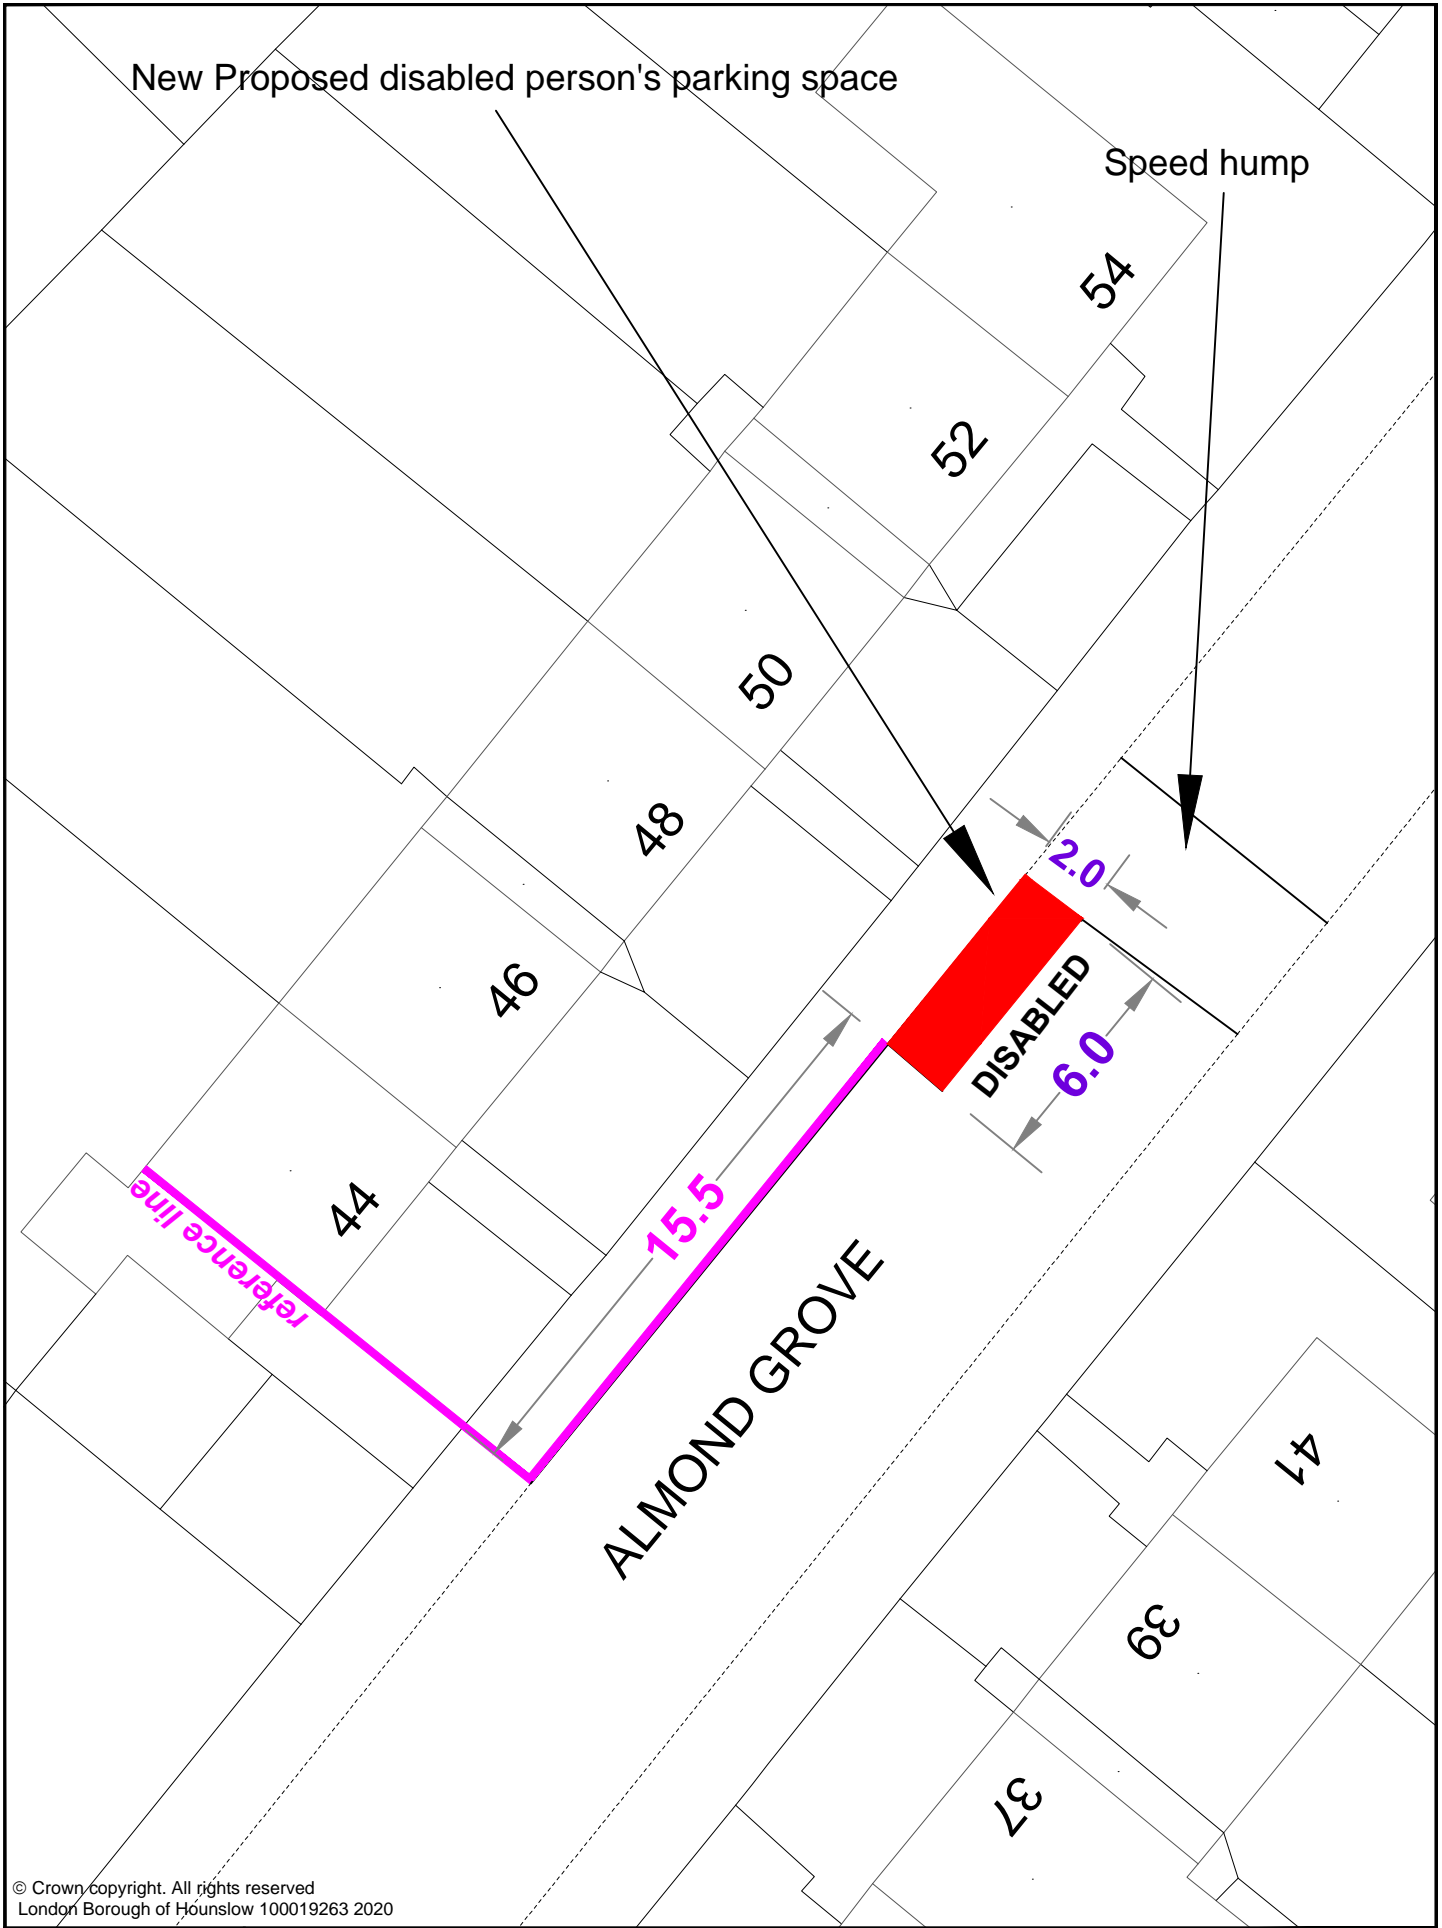 New Proposed disabled person's parking space
Speed hump
54
52
50
48
2.0
46
DISABLED
6.0
reference line
44
15.5
ALMOND GROVE
41
39
37
© Crown copyright. All rights reserved
London Borough of Hounslow 100019263 2020